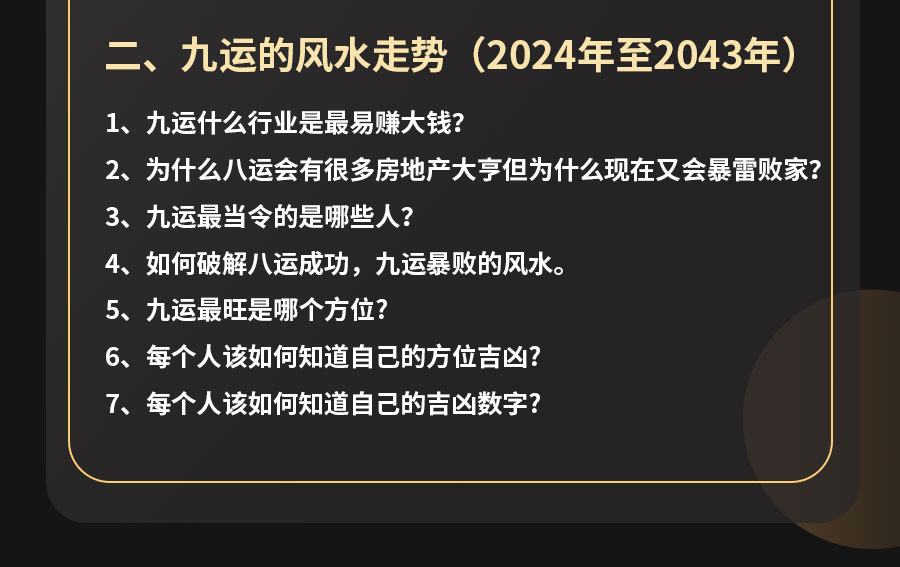 二、九运的风水走势（2024年至2043年）
1、九运什么行业是最易赚大钱？
2、为什么八运会有很多房地产大亨但为什么现在又会暴雷败家？
3、九运最当令的是哪些人？
4、如何破解八运成功，九运暴败的风水。
5、九运最旺是哪个方位？
6、每个人该如何知道自己的方位吉凶？
7、每个人该如何知道自己的吉凶数字？